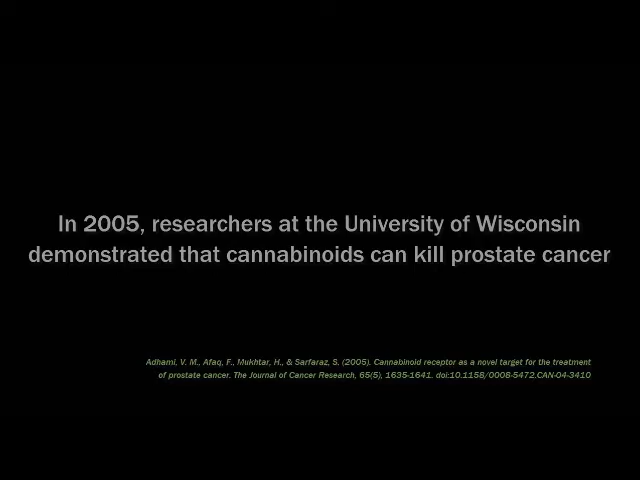 In 2005, researchers at the University of Wisconsin
demonstrated that cannabinoids can kill prostate cancer
Adhami, V. M., Afaq, F., Mukhtar, H., & Sarfaraz, S. (2005). Cannabinoid receptor as a novel target for the treatment
of prostate cancer. The Journal of Cancer Research, 65(5), 1635-1641. doi:10.1158/0008-5472.CAN-04-3410